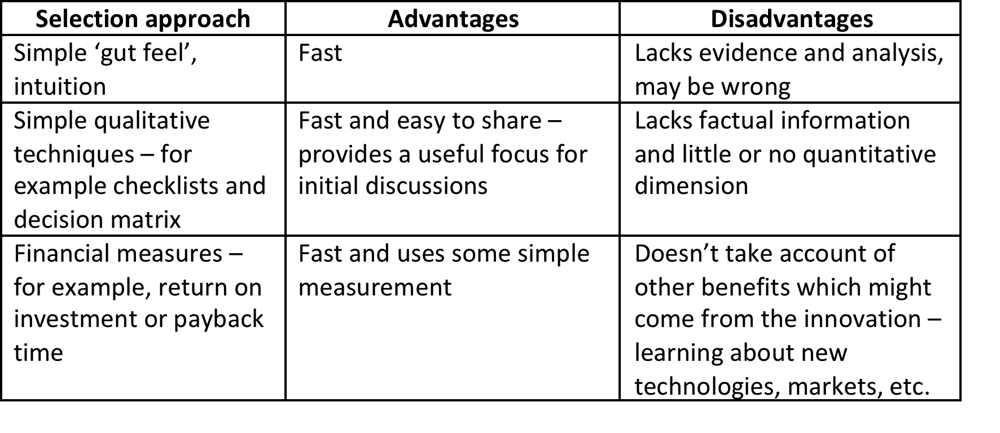 Selection approach
Advantages
Disadvantages
Simple ‘gut feel’,
intuition
Fast
Lacks evidence and analysis,
may be wrong
Simple qualitative
techniques – for
example checklists and
decision matrix
Fast and easy to share –
provides a useful focus for
initial discussions
Lacks factual information
and little or no quantitative
dimension
Financial measures –
for example, return on
investment or payback
time
Fast and uses some simple
measurement
Doesn’t take account of
other benefits which might
come from the innovation –
learning about new
technologies, markets, etc.